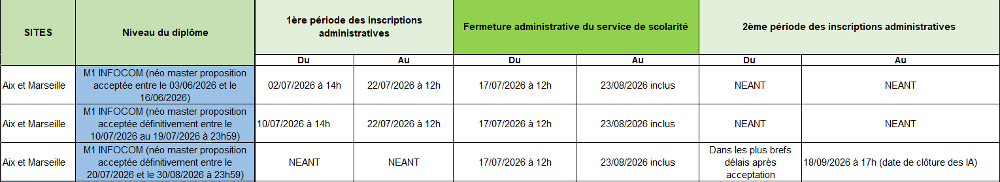 SITES
Niveau du diplôme
1ère période des inscriptions
administratives
Fermeture administrative du service de scolarité
2ème période des inscriptions administratives
Du
Au
Du
Au
Du
Au
Aix et Marseille
M1 INFOCOM (néo master proposition
acceptée entre le 03/06/2026 et le
16/06/2026)
02/07/2026 à 14h
22/07/2026 à 12h
17/07/2026 à 12h
23/08/2026 inclus
NEANT
NEANT
Aix et Marseille
M1 INFOCOM (néo master proposition
acceptée définitivement entre le
10/07/2026 au 19/07/2026 à 23h59)
10/07/2026 à 14h
22/07/2026 à 12h
17/07/2026 à 12h
23/08/2026 inclus
NEANT
NEANT
Aix et Marseille
M1 INFOCOM (néo master proposition
acceptée définitivement entre le
20/07/2026 et le 30/08/2026 à 23h59)
NEANT
NEANT
17/07/2026 à 12h
23/08/2026 inclus
Dans les plus brefs
délais après
acceptation
18/09/2026 à 17h (date de clôture des IA)